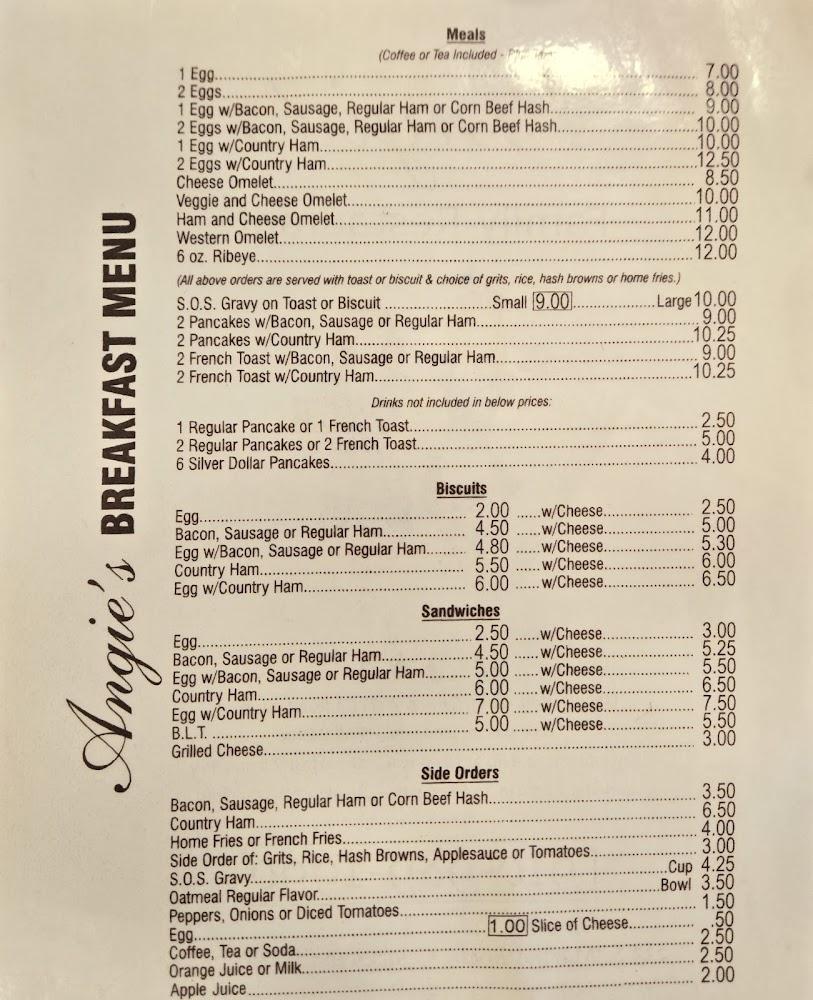 Angie's BREAKFAST MENU
Meals
(Coffee or Tea Included -
1 Egg 7.00
2 Eggs 8.00
1 Egg w/Bacon, Sausage, Regular Ham or Corn Beef Hash 9.00
2 Eggs w/Bacon, Sausage, Regular Ham or Corn Beef Hash 10.00
1 Egg w/Country Ham 10.00
2 Eggs w/Country Ham 12.50
Cheese Omelet 8.50
Veggie and Cheese Omelet 10.00
Ham and Cheese Omelet 11.00
Western Omelet 12.00
6 oz. Ribeye 12.00
(All above orders are served with toast or biscuit & choice of grits, rice, hash browns or home fries.)
S.O.S. Gravy on Toast or Biscuit Small 9.00 Large 10.00
2 Pancakes w/Bacon, Sausage or Regular Ham 9.00
2 Pancakes w/Country Ham 10.25
2 French Toast w/Bacon, Sausage or Regular Ham 9.00
2 French Toast w/Country Ham 10.25
Drinks not included in below prices:
1 Regular Pancake or 1 French Toast 2.50
2 Regular Pancakes or 2 French Toast 5.00
6 Silver Dollar Pancakes 4.00
Biscuits
Egg 2.00 w/Cheese 2.50
Bacon, Sausage or Regular Ham 4.50 w/Cheese 5.00
Egg w/Bacon, Sausage or Regular Ham 4.80 w/Cheese 5.30
Country Ham 5.50 w/Cheese 6.00
Egg w/Country Ham 6.00 w/Cheese 6.50
Sandwiches
Egg 2.50 w/Cheese 3.00
Bacon, Sausage or Regular Ham 4.50 w/Cheese 5.25
Egg w/Bacon, Sausage or Regular Ham 5.00 w/Cheese 5.50
Country Ham 6.00 w/Cheese 6.50
Egg w/Country Ham 7.00 w/Cheese 7.50
B.L.T. 5.00 w/Cheese 5.50
Grilled Cheese 3.00
Side Orders
Bacon, Sausage, Regular Ham or Corn Beef Hash 3.50
Country Ham 6.50
Home Fries or French Fries 4.00
Side Order of: Grits, Rice, Hash Browns, Applesauce or Tomatoes 3.00
S.O.S. Gravy Cup 4.25
Oatmeal Regular Flavor Bowl 3.50
Peppers, Onions or Diced Tomatoes 1.50
Egg 1.00 Slice of Cheese .50
Coffee, Tea or Soda 2.50
Orange Juice or Milk 2.50
Apple Juice 2.00